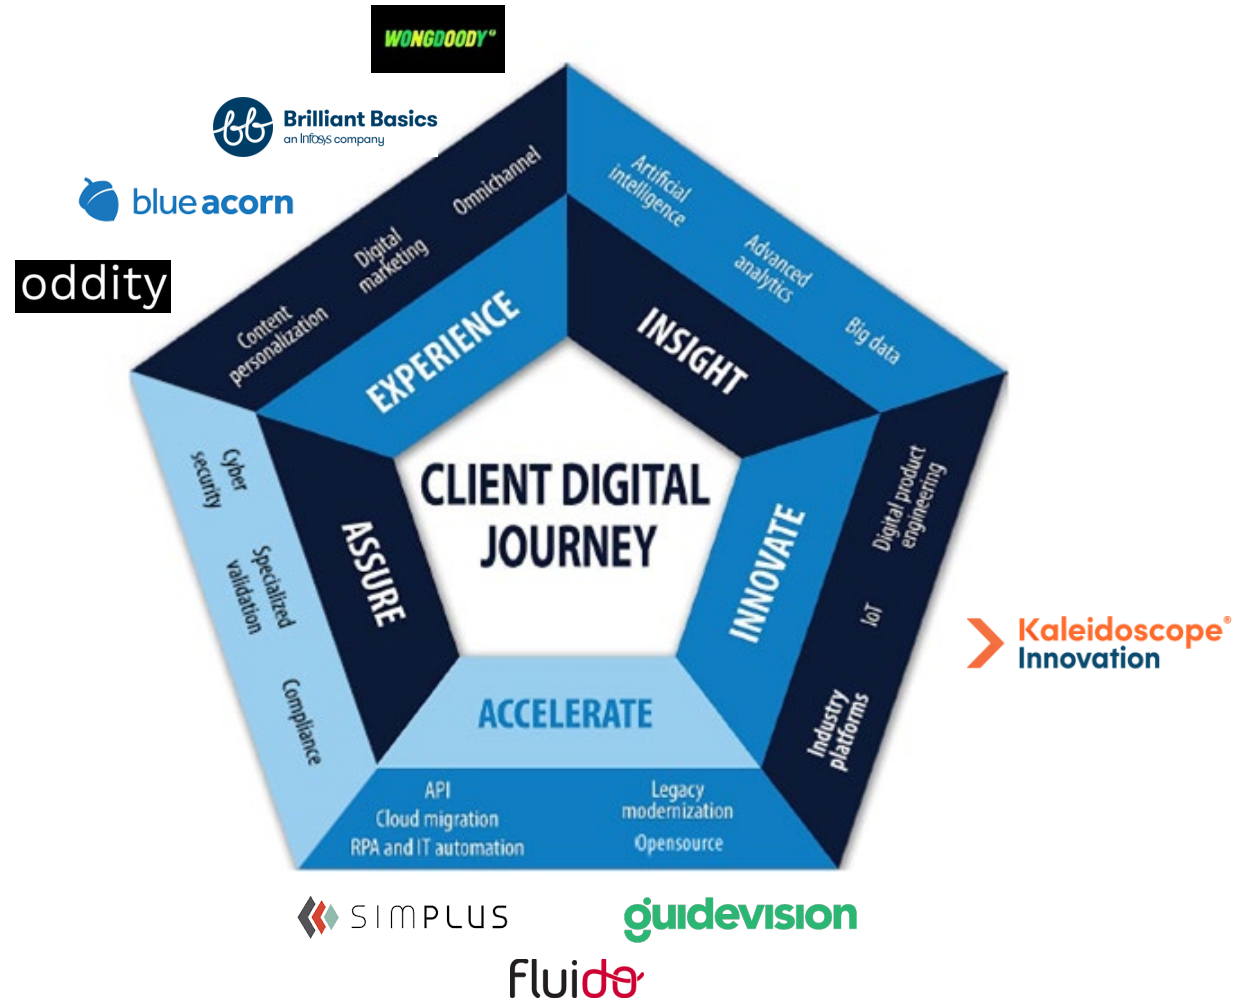 WONGDOODY
Brilliant Basics
an Infosys company
blue acorn
oddity
Omnichannel
Digital
marketing
Content
personalization
EXPERIENCE
Artificial
intelligence
Advanced
analytics
Big data
INSIGHT
CLIENT DIGITAL
JOURNEY
Cyber
security
Specialized
validation
Compliance
ASSURE
INNOVATE
Digital product
engineering
IoT
Industry
platforms
Kaleidoscope®
Innovation
ACCELERATE
API
Cloud migration
RPA and IT automation
Legacy
modernization
Opensource
SIMPLUS
guidevision
fluido